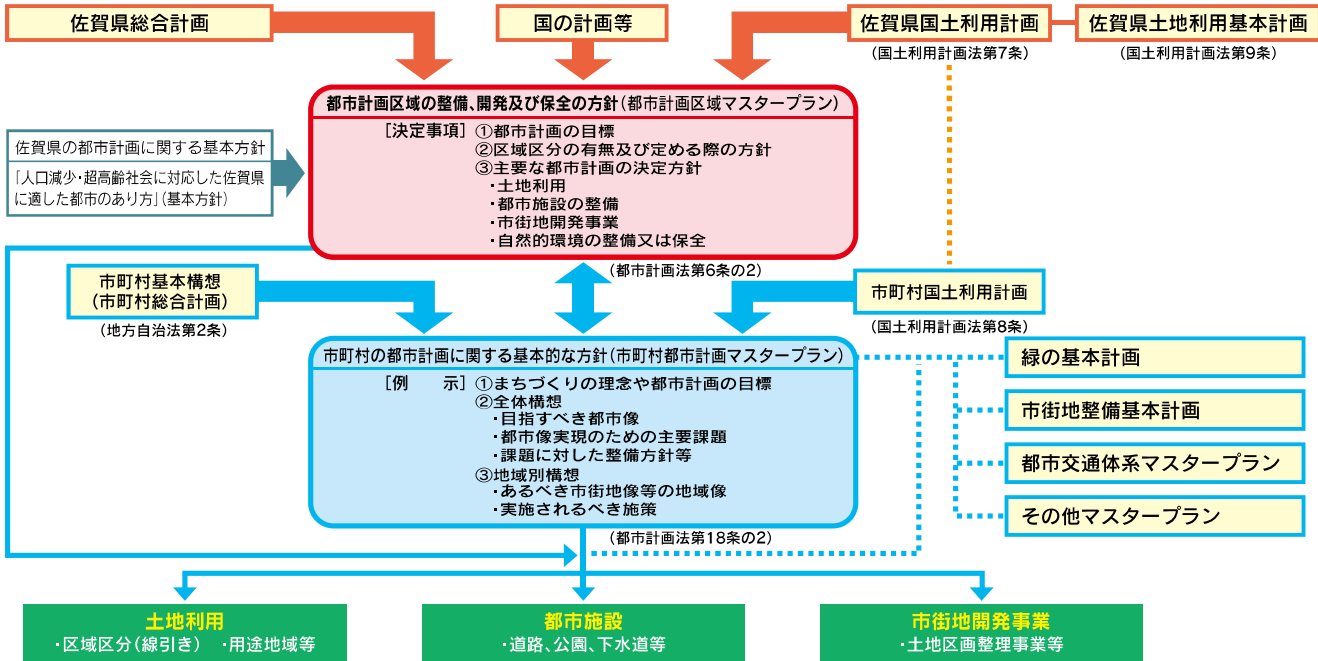 佐賀県総合計画
国の計画等
佐賀県国土利用計画
佐賀県土地利用基本計画
(国土利用計画法第7条)
(国土利用計画法第9条)
都市計画区域の整備、開発及び保全の方針(都市計画区域マスタープラン)
[決定事項] ①都市計画の目標
②区域区分の有無及び定める際の方針
③主要な都市計画の決定方針
・土地利用
・都市施設の整備
・市街地開発事業
・自然的環境の整備又は保全
佐賀県の都市計画に関する基本方針
「人口減少・超高齢社会に対応した佐賀県
に適した都市のあり方」(基本方針)
(都市計画法第6条の2)
市町村基本構想
(市町村総合計画)
(地方自治法第2条)
市町村国土利用計画
(国土利用計画法第8条)
市町村の都市計画に関する基本的な方針(市町村都市計画マスタープラン)
[例　示] ①まちづくりの理念や都市計画の目標
②全体構想
・目指すべき都市像
・都市像実現のための主要課題
・課題に対した整備方針等
③地域別構想
・あるべき市街地像等の地域像
・実施されるべき施策
(都市計画法第18条の2)
緑の基本計画
市街地整備基本計画
都市交通体系マスタープラン
その他マスタープラン
土地利用
・区域区分(線引き)　・用途地域等
都市施設
・道路、公園、下水道等
市街地開発事業
・土地区画整理事業等